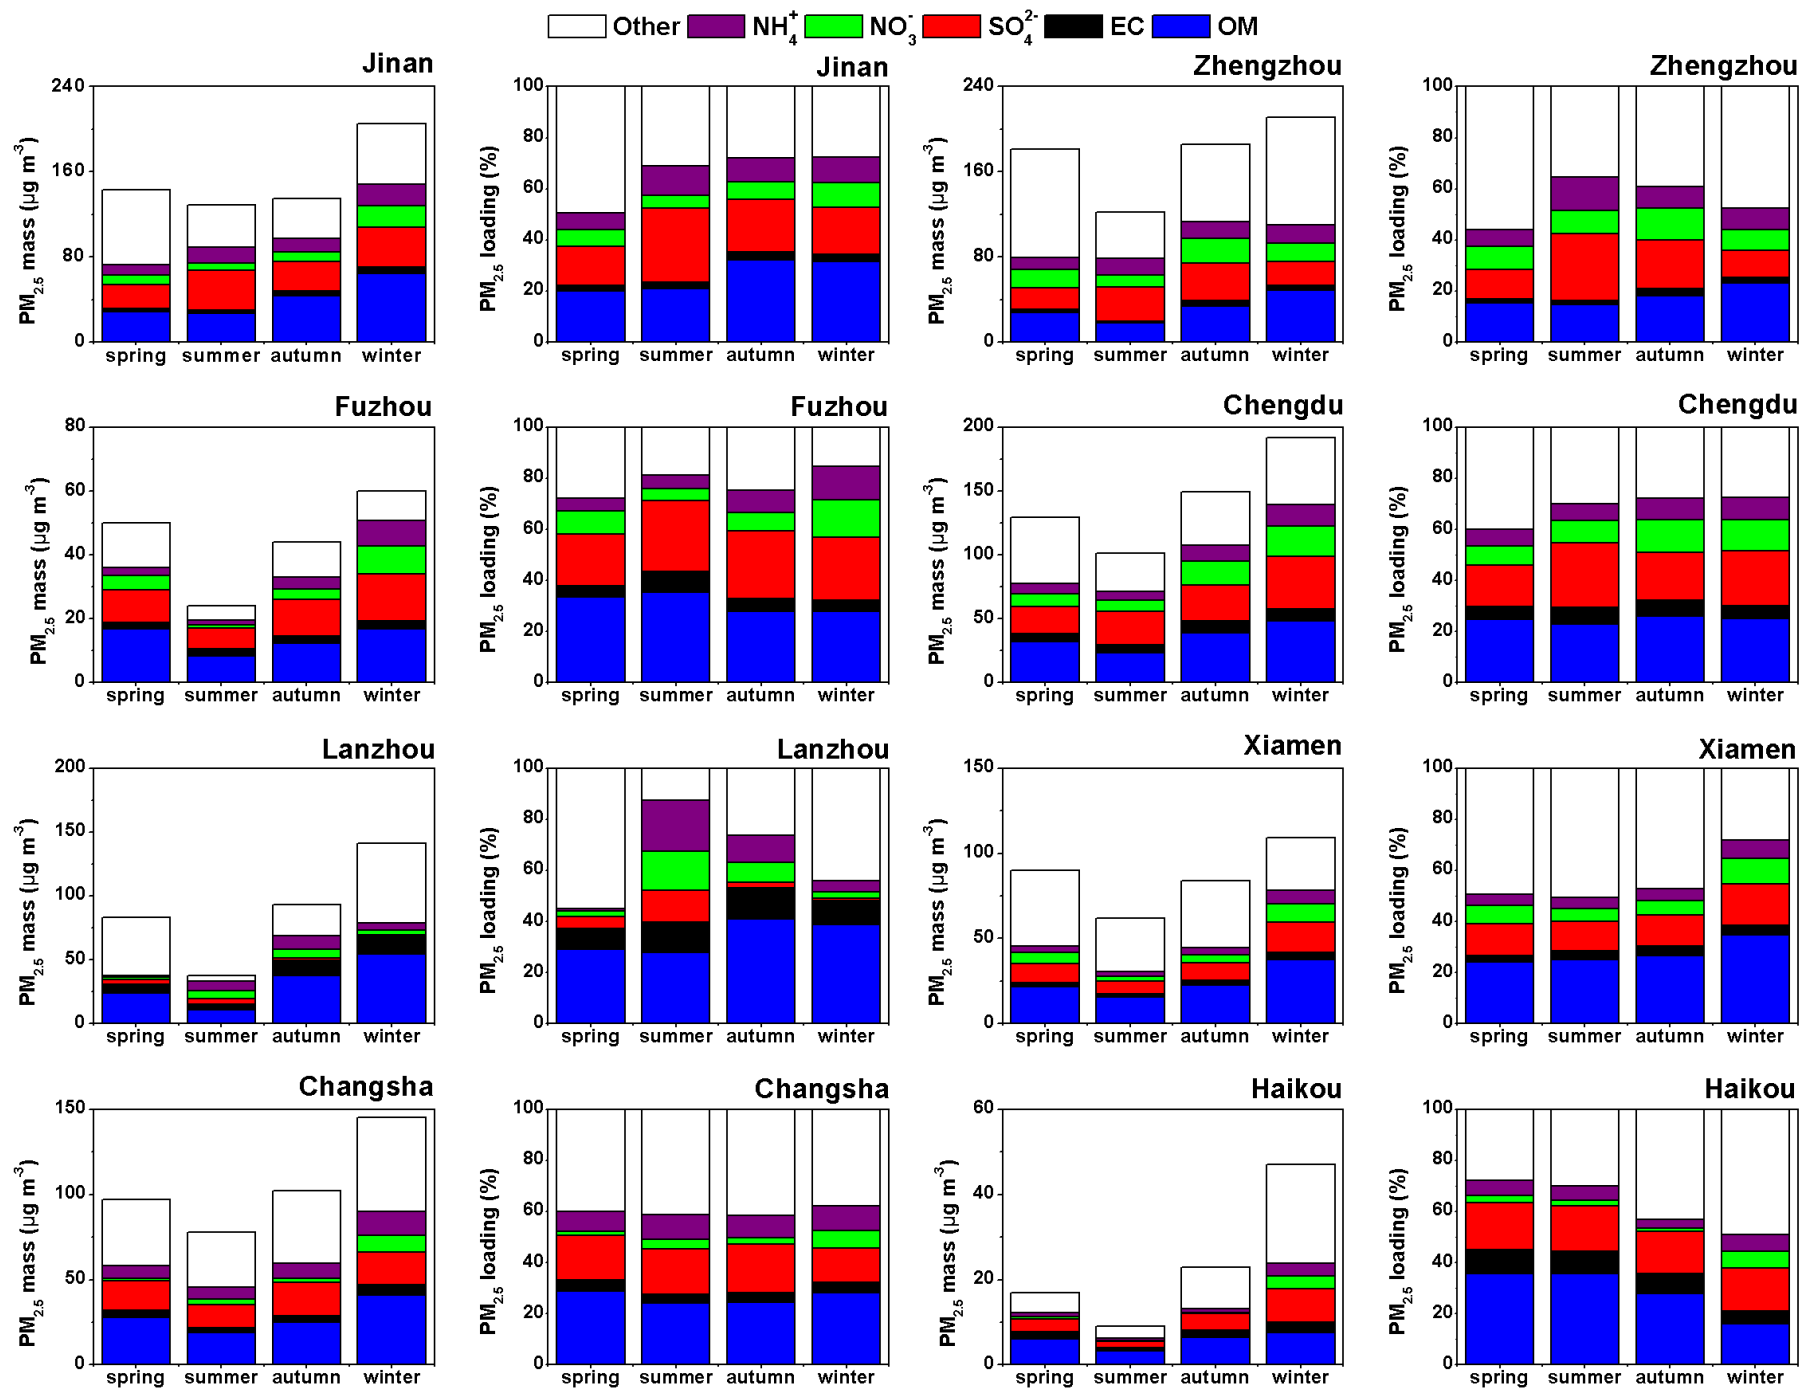 Other NH₄⁺ NO₃⁻ SO₄²⁻ EC OM
Jinan
PM₂.₅ mass (µg m⁻³)
240
160
80
0
spring summer autumn winter
Jinan
PM₂.₅ loading (%)
100
80
60
40
20
0
spring summer autumn winter
Zhengzhou
PM₂.₅ mass (µg m⁻³)
240
160
80
0
spring summer autumn winter
Zhengzhou
PM₂.₅ loading (%)
100
80
60
40
20
0
spring summer autumn winter
Fuzhou
PM₂.₅ mass (µg m⁻³)
80
60
40
20
0
spring summer autumn winter
Fuzhou
PM₂.₅ loading (%)
100
80
60
40
20
0
spring summer autumn winter
Chengdu
PM₂.₅ mass (µg m⁻³)
200
150
100
50
0
spring summer autumn winter
Chengdu
PM₂.₅ loading (%)
100
80
60
40
20
0
spring summer autumn winter
Lanzhou
PM₂.₅ mass (µg m⁻³)
200
150
100
50
0
spring summer autumn winter
Lanzhou
PM₂.₅ loading (%)
100
80
60
40
20
0
spring summer autumn winter
Xiamen
PM₂.₅ mass (µg m⁻³)
150
100
50
0
spring summer autumn winter
Xiamen
PM₂.₅ loading (%)
100
80
60
40
20
0
spring summer autumn winter
Changsha
PM₂.₅ mass (µg m⁻³)
150
100
50
0
spring summer autumn winter
Changsha
PM₂.₅ loading (%)
100
80
60
40
20
0
spring summer autumn winter
Haikou
PM₂.₅ mass (µg m⁻³)
60
40
20
0
spring summer autumn winter
Haikou
PM₂.₅ loading (%)
100
80
60
40
20
0
spring summer autumn winter